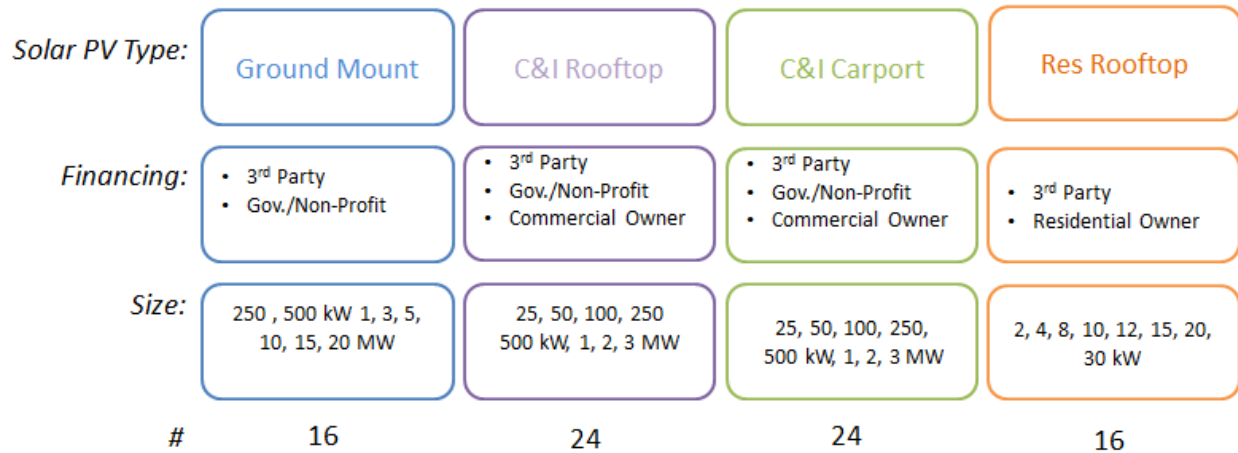 Solar PV Type:
Ground Mount
C&I Rooftop
C&I Carport
Res Rooftop
Financing:
• 3rd Party
• Gov./Non-Profit
• 3rd Party
• Gov./Non-Profit
• Commercial Owner
• 3rd Party
• Gov./Non-Profit
• Commercial Owner
• 3rd Party
• Residential Owner
Size:
250 , 500 kW 1, 3, 5,
10, 15, 20 MW
25, 50, 100, 250
500 kW, 1, 2, 3 MW
25, 50, 100, 250,
500 kW, 1, 2, 3 MW
2, 4, 8, 10, 12, 15, 20,
30 kW
#
16
24
24
16